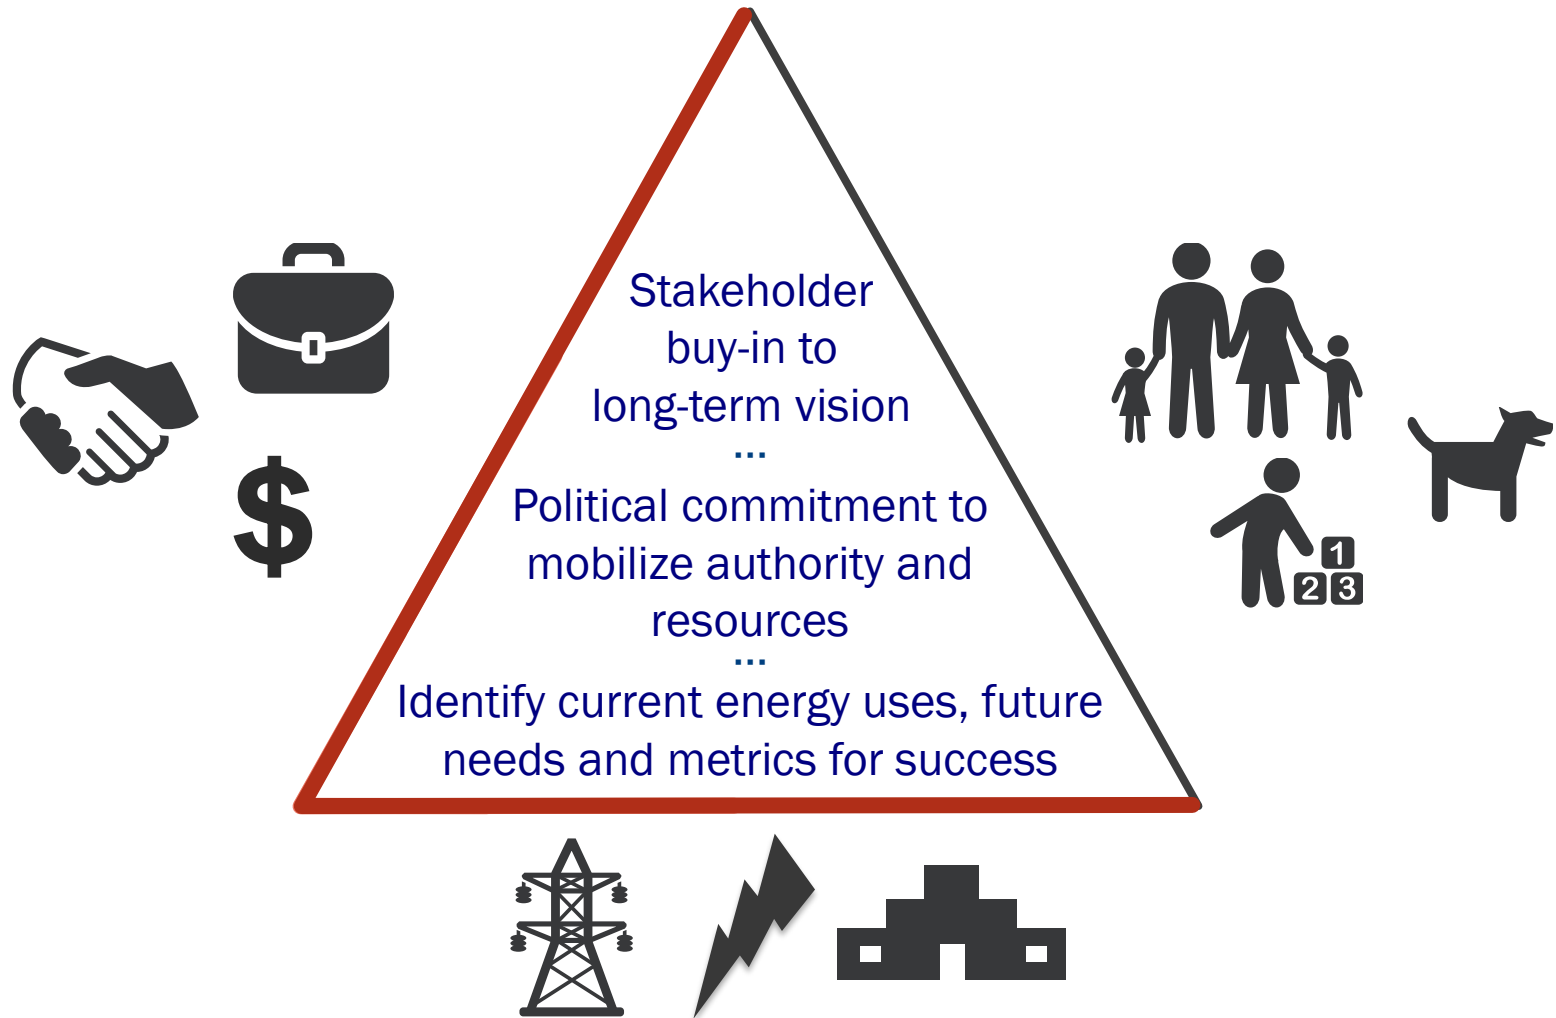 Stakeholder
buy-in to
long-term vision
...
Political commitment to
mobilize authority and
resources
...
Identify current energy uses, future
needs and metrics for success
$
1
2 3